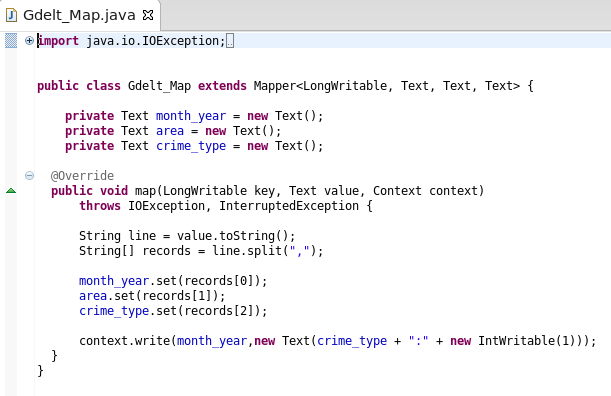 Gdelt_Map.java
import java.io.IOException;
public class Gdelt_Map extends Mapper<LongWritable, Text, Text, Text> {
private Text month_year = new Text();
private Text area = new Text();
private Text crime_type = new Text();
@Override
public void map(LongWritable key, Text value, Context context)
throws IOException, InterruptedException {
String line = value.toString();
String[] records = line.split(",");
month_year.set(records[0]);
area.set(records[1]);
crime_type.set(records[2]);
context.write(month_year,new Text(crime_type + ":" + new IntWritable(1)));
}
}